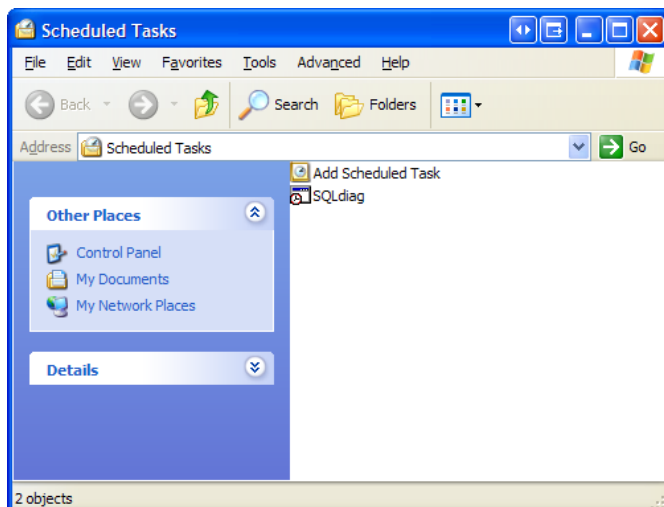 Scheduled Tasks
File Edit View Favorites Tools Advanced Help
Back Search Folders
Address Scheduled Tasks Go
Add Scheduled Task
SQLdiag
Other Places
Control Panel
My Documents
My Network Places
Details
2 objects